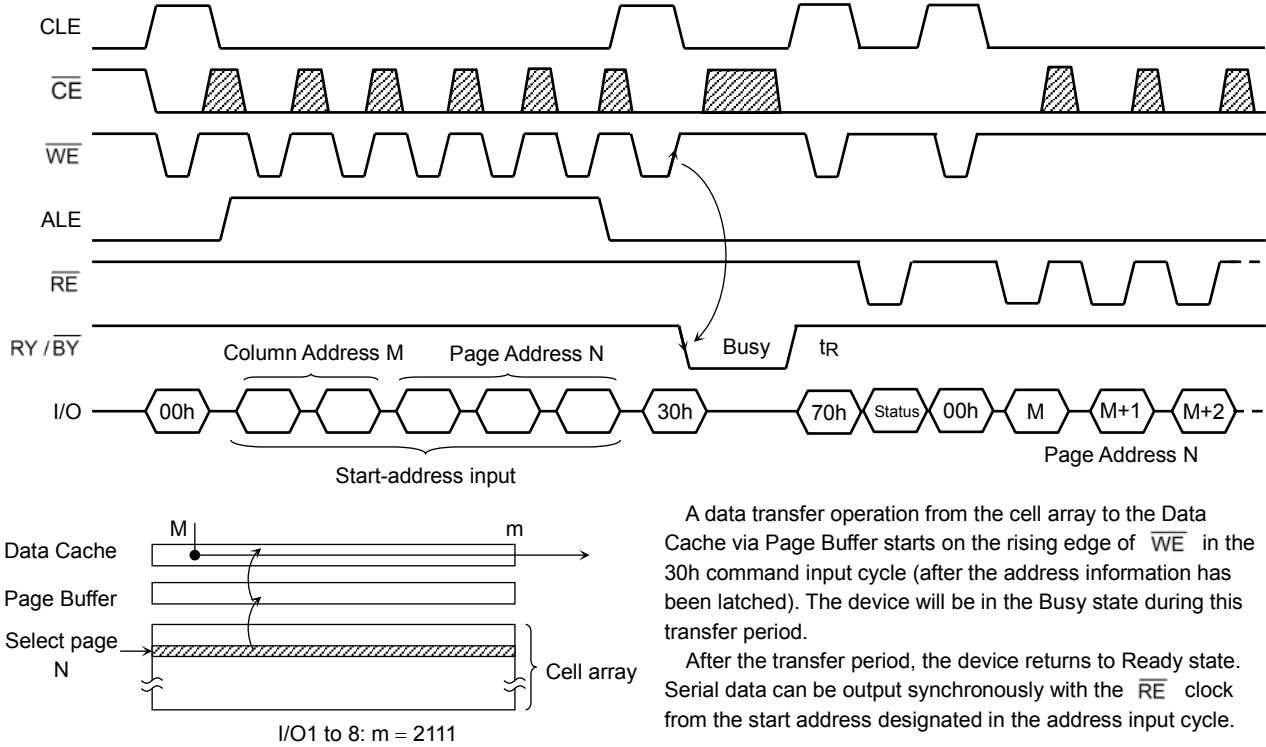 CLE
CE
WE
ALE
RE
RY /BY
Busy
tR
Column Address M
Page Address N
I/O
00h
30h
70h
Status
00h
M
M+1
M+2
Start-address input
Page Address N
M
m
Data Cache
Page Buffer
Select page
N
Cell array
I/O1 to 8: m = 2111
A data transfer operation from the cell array to the Data
Cache via Page Buffer starts on the rising edge of WE in the
30h command input cycle (after the address information has
been latched). The device will be in the Busy state during this
transfer period.
After the transfer period, the device returns to Ready state.
Serial data can be output synchronously with the RE clock
from the start address designated in the address input cycle.